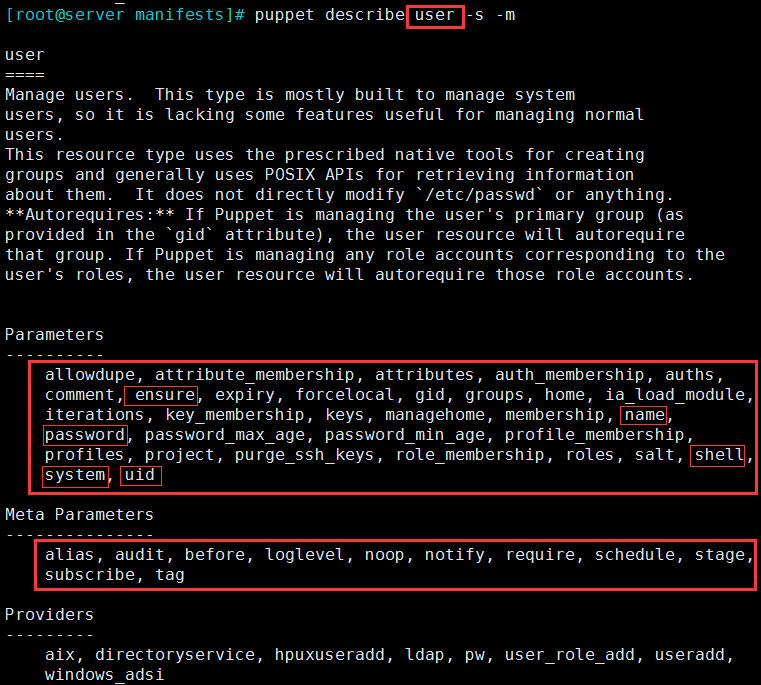 [root@server manifests]# puppet describe user -s -m
user
====
Manage users.  This type is mostly built to manage system
users, so it is lacking some features useful for managing normal
users.
This resource type uses the prescribed native tools for creating
groups and generally uses POSIX APIs for retrieving information
about them.  It does not directly modify `/etc/passwd` or anything.
**Autorequires:** If Puppet is managing the user's primary group (as
provided in the `gid` attribute), the user resource will autorequire
that group. If Puppet is managing any role accounts corresponding to the
user's roles, the user resource will autorequire those role accounts.
Parameters
----------
allowdupe, attribute_membership, attributes, auth_membership, auths,
comment, ensure, expiry, forcelocal, gid, groups, home, ia_load_module,
iterations, key_membership, keys, managehome, membership, name,
password, password_max_age, password_min_age, profile_membership,
profiles, project, purge_ssh_keys, role_membership, roles, salt, shell,
system, uid
Meta Parameters
---------------
alias, audit, before, loglevel, noop, notify, require, schedule, stage,
subscribe, tag
Providers
---------
aix, directoryservice, hpuxuseradd, ldap, pw, user_role_add, useradd,
windows_adsi